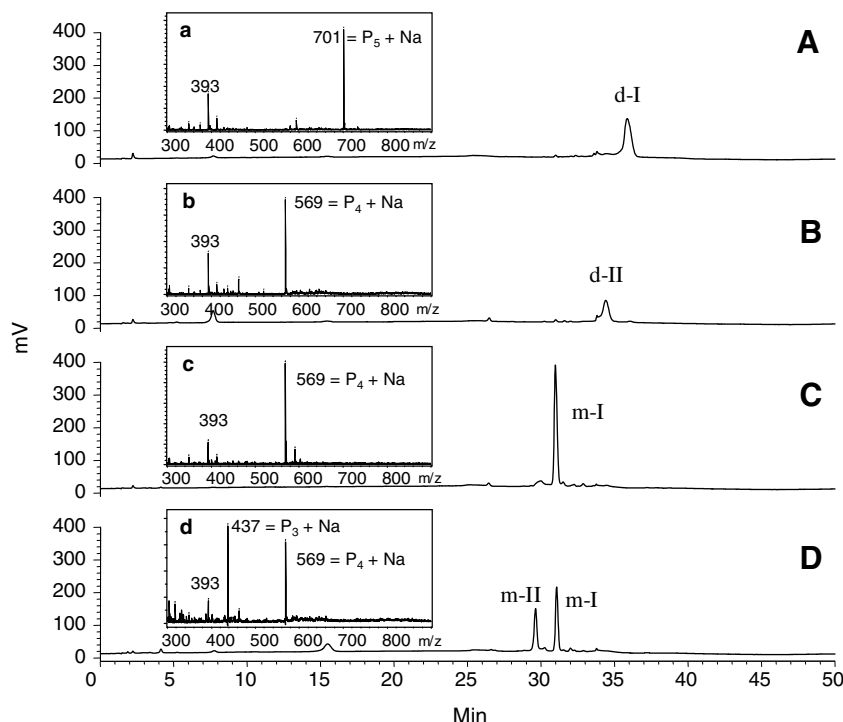 400
300
200
100
0
a
701 = P5 + Na
393
300 400 500 600 700 800 m/z
d-I
A
400
300
200
100
0
b
569 = P4 + Na
393
300 400 500 600 700 800 m/z
d-II
B
mV
400
300
200
100
0
c
569 = P4 + Na
393
300 400 500 600 700 800 m/z
m-I
C
400
300
200
100
0
d
437 = P3 + Na
569 = P4 + Na
393
300 400 500 600 700 800 m/z
m-II m-I
D
0 5 10 15 20 25 30 35 40 45 50
Min